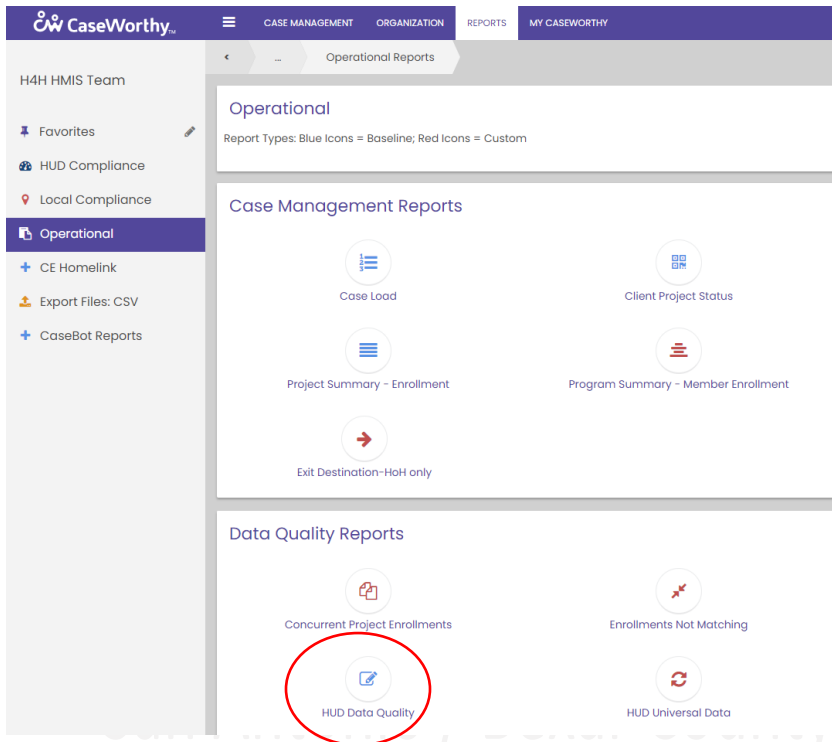 CW CaseWorthy™
CASE MANAGEMENT ORGANIZATION REPORTS MY CASEWORTHY
... Operational Reports
H4H HMIS Team
Favorites
HUD Compliance
Local Compliance
Operational
CE Homelink
Export Files: CSV
CaseBot Reports
Operational
Report Types: Blue Icons = Baseline; Red Icons = Custom
Case Management Reports
Case Load
Client Project Status
Project Summary - Enrollment
Program Summary - Member Enrollment
Exit Destination-HoH only
Data Quality Reports
Concurrent Project Enrollments
Enrollments Not Matching
HUD Data Quality
HUD Universal Data